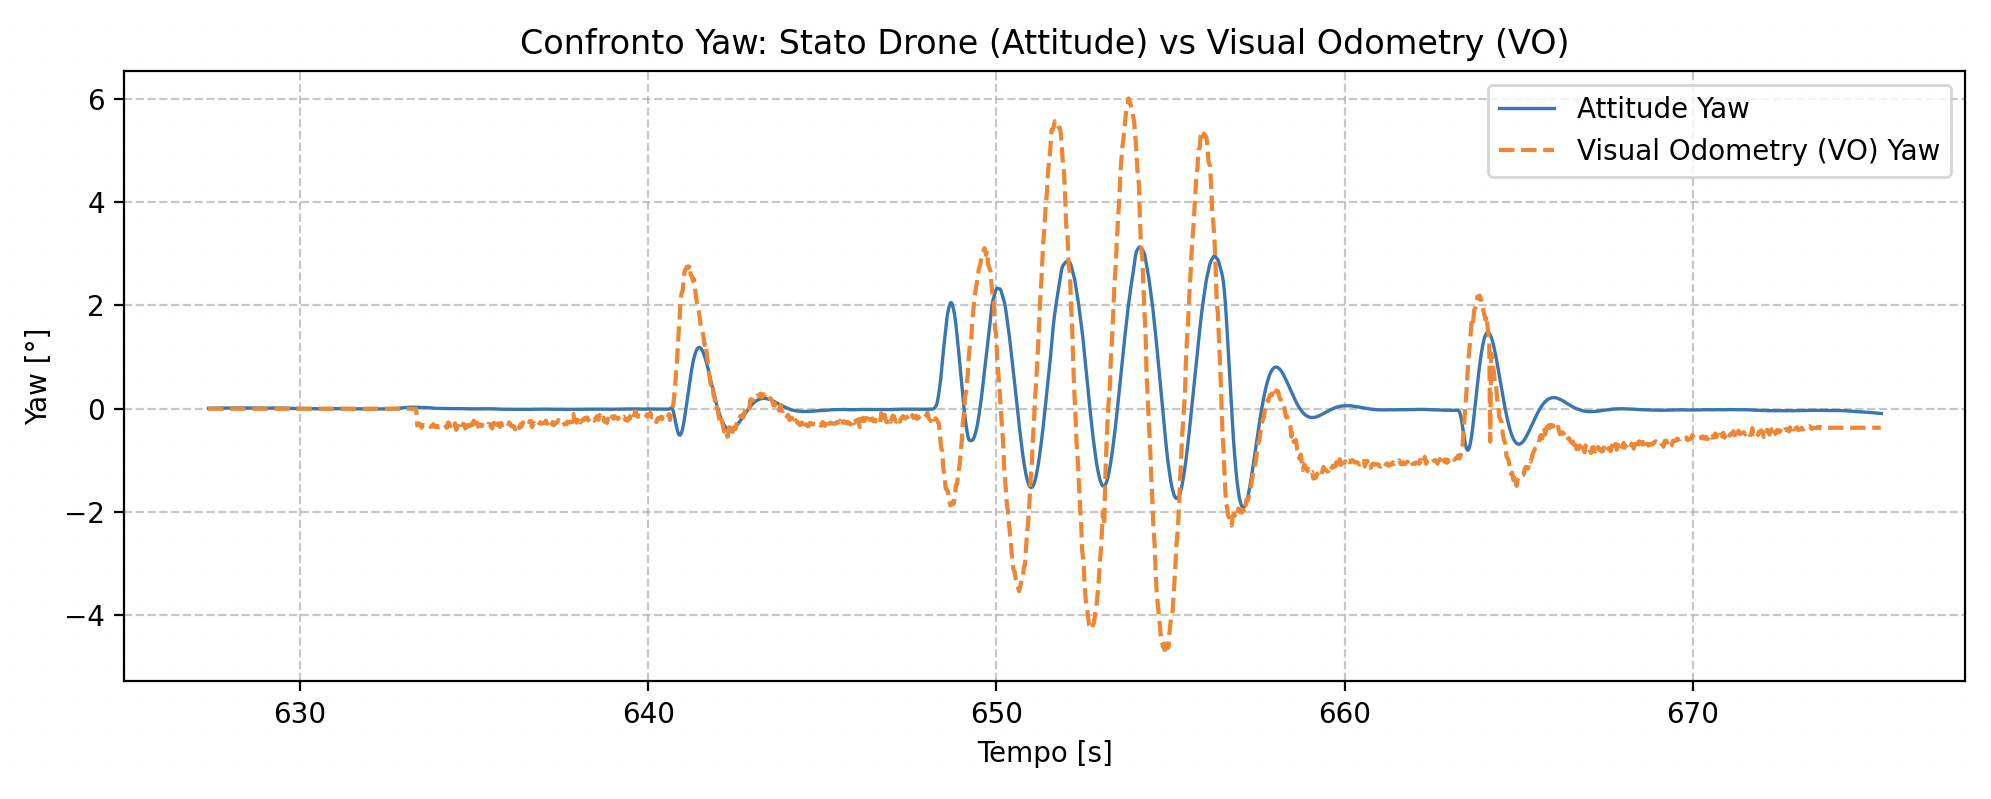 Confronto Yaw: Stato Drone (Attitude) vs Visual Odometry (VO)
Attitude Yaw
Visual Odometry (VO) Yaw
Yaw [°]
6
4
2
0
−2
−4
630 640 650 660 670
Tempo [s]